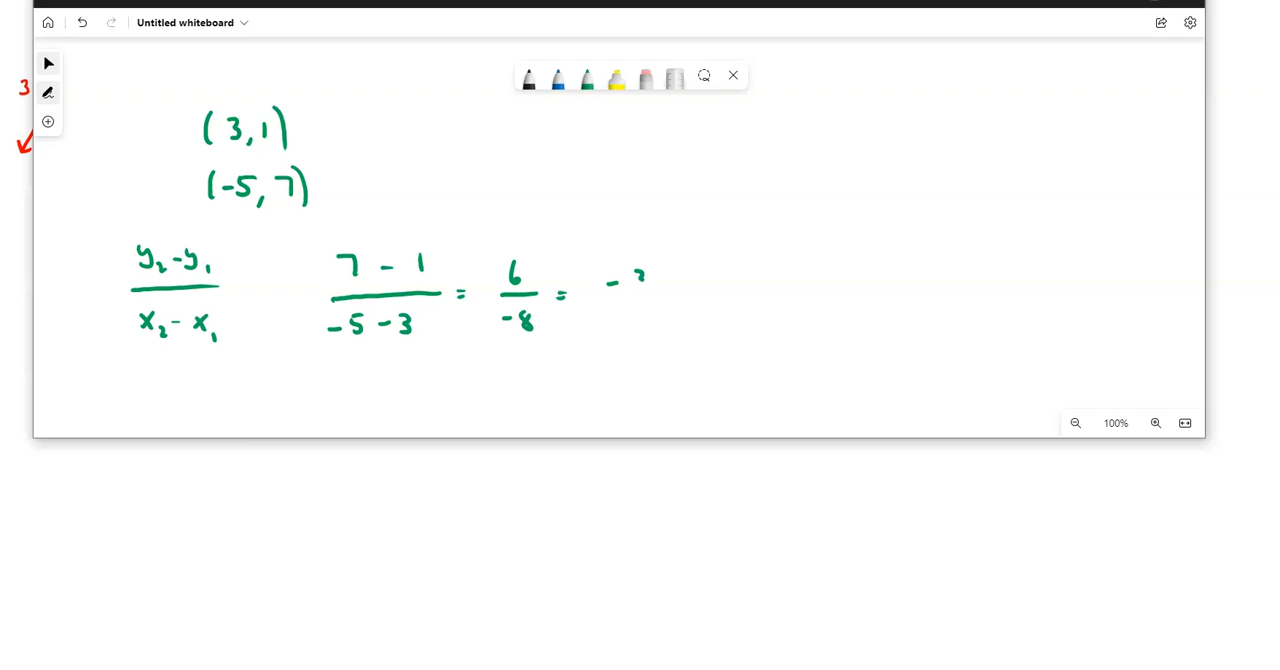 Untitled whiteboard
3
(3,1)
(-5,7)
y₂-y₁
x₂-x₁
7 - 1
-5 - 3
=
6
-8
=
-
100%